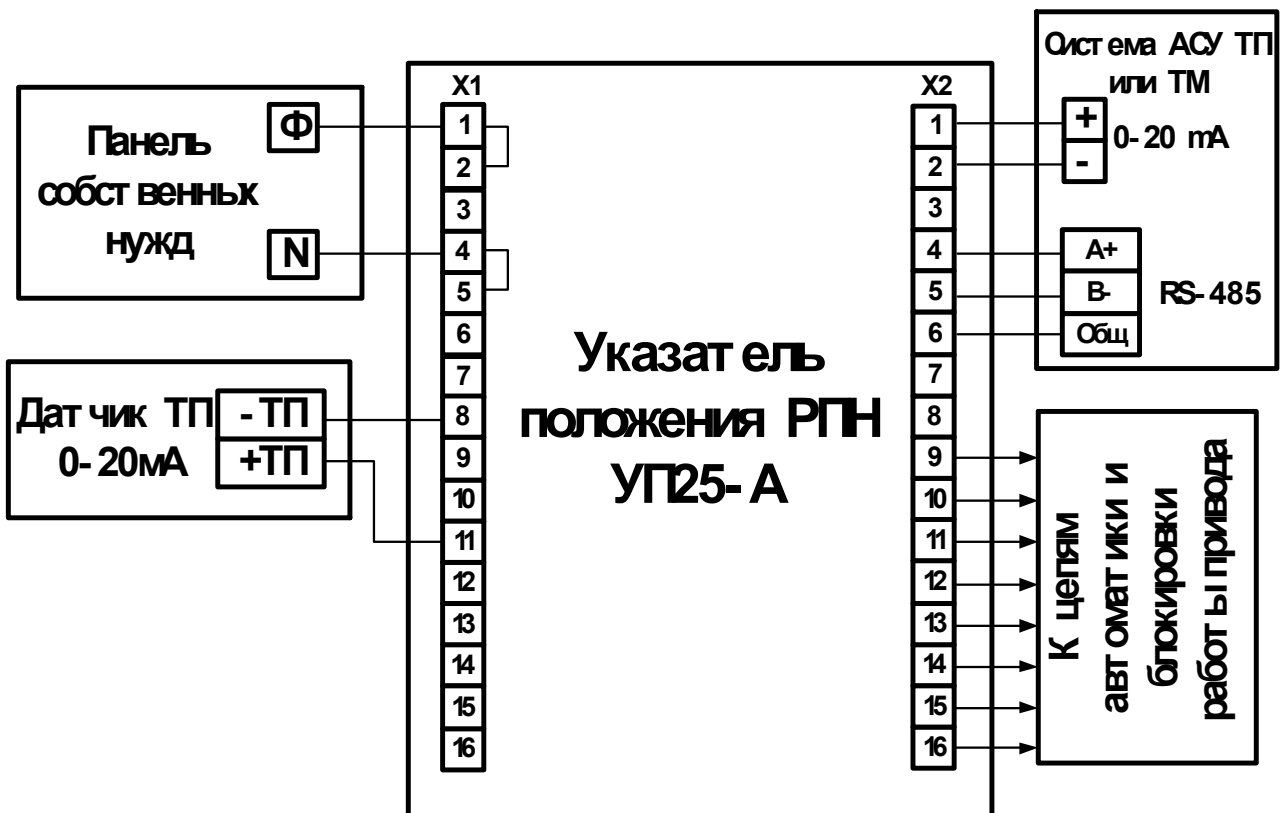 Панель
собственных
нужд
Ф
N
Датчик ТП
0-20мА
- ТП
+ТП
X1
1
2
3
4
5
6
7
8
9
10
11
12
13
14
15
16
Указатель
положения РПН
УП25-А
X2
1
2
3
4
5
6
7
8
9
10
11
12
13
14
15
16
Система АСУ ТП
или ТМ
+
-
0-20 mA
A+
B-
Общ
RS-485
К цепям
автоматики и
блокировки
работы привода